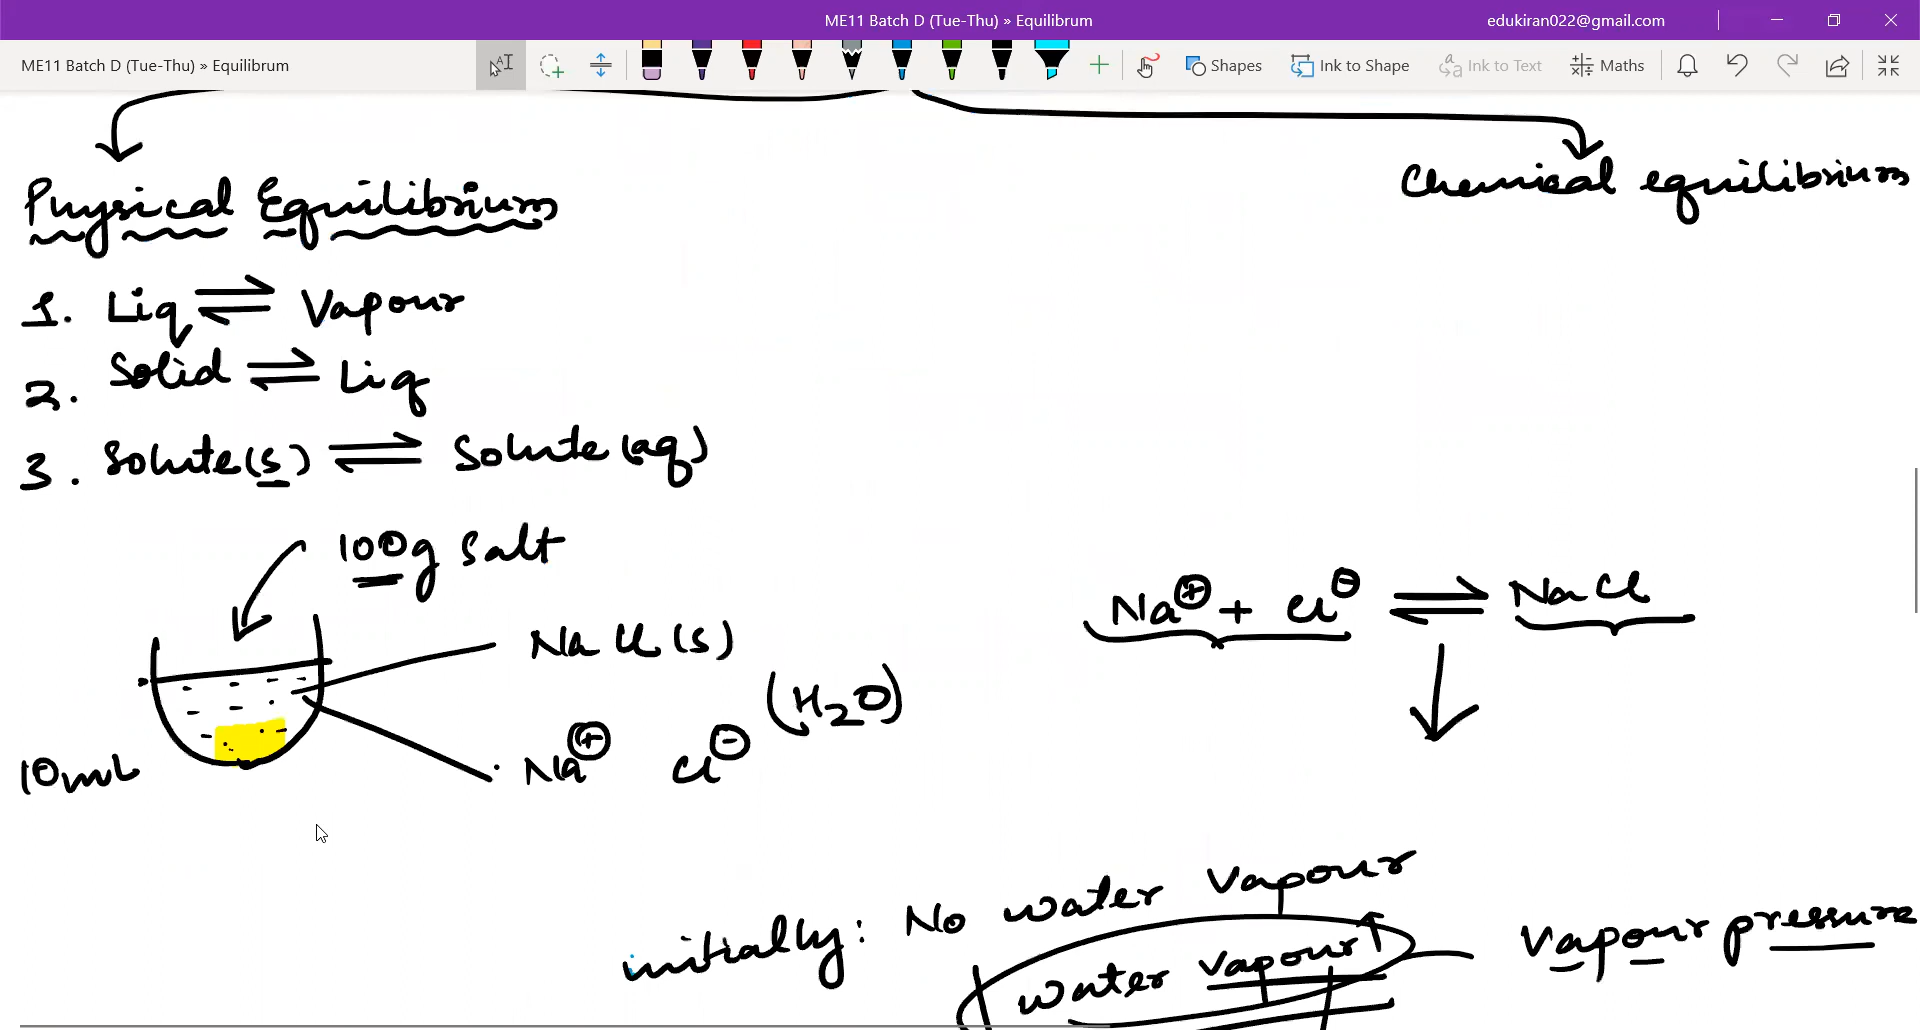 ME11 Batch D (Tue-Thu) » Equilibrum
edukiran022@gmail.com
ME11 Batch D (Tue-Thu) » Equilibrum
Shapes
Ink to Shape
Ink to Text
Maths
Physical Equilibrium
Chemical equilibrium
1. Liq ⇌ Vapour
2. Solid ⇌ Liq
3. Solute(s) ⇌ Solute (aq)
100g Salt
Na⊕ + Cl⊖ ⇌ NaCl
NaCl (s)
(H2O)
10mL
Na⊕ Cl⊖
initially: No water vapour
water vapour ↑
vapour pressure